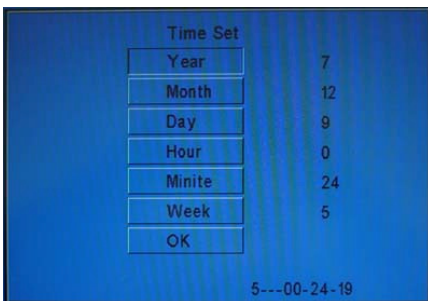 Time Set
Year 7
Month 12
Day 9
Hour 0
Minite 24
Week 5
OK
5---00-24-19